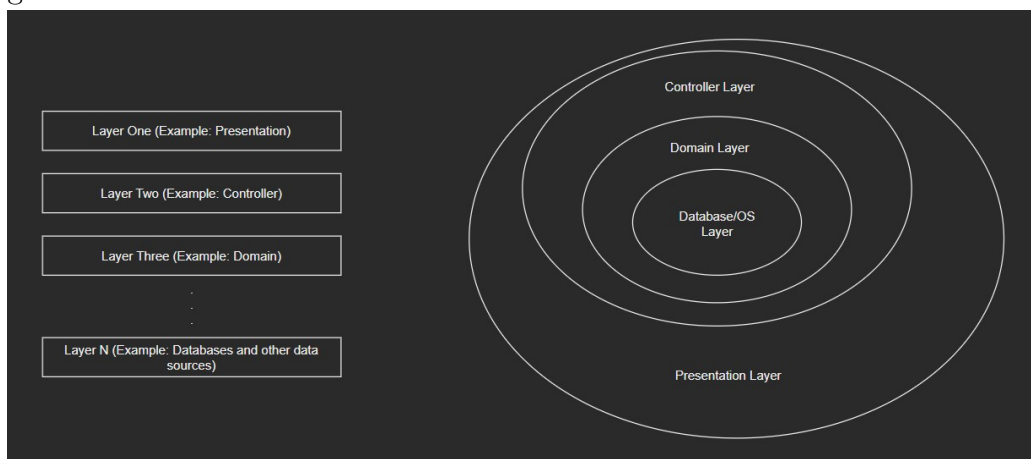 Layer One (Example: Presentation)
Layer Two (Example: Controller)
Layer Three (Example: Domain)
.
.
.
Layer N (Example: Databases and other data
sources)
Controller Layer
Domain Layer
Database/OS
Layer
Presentation Layer